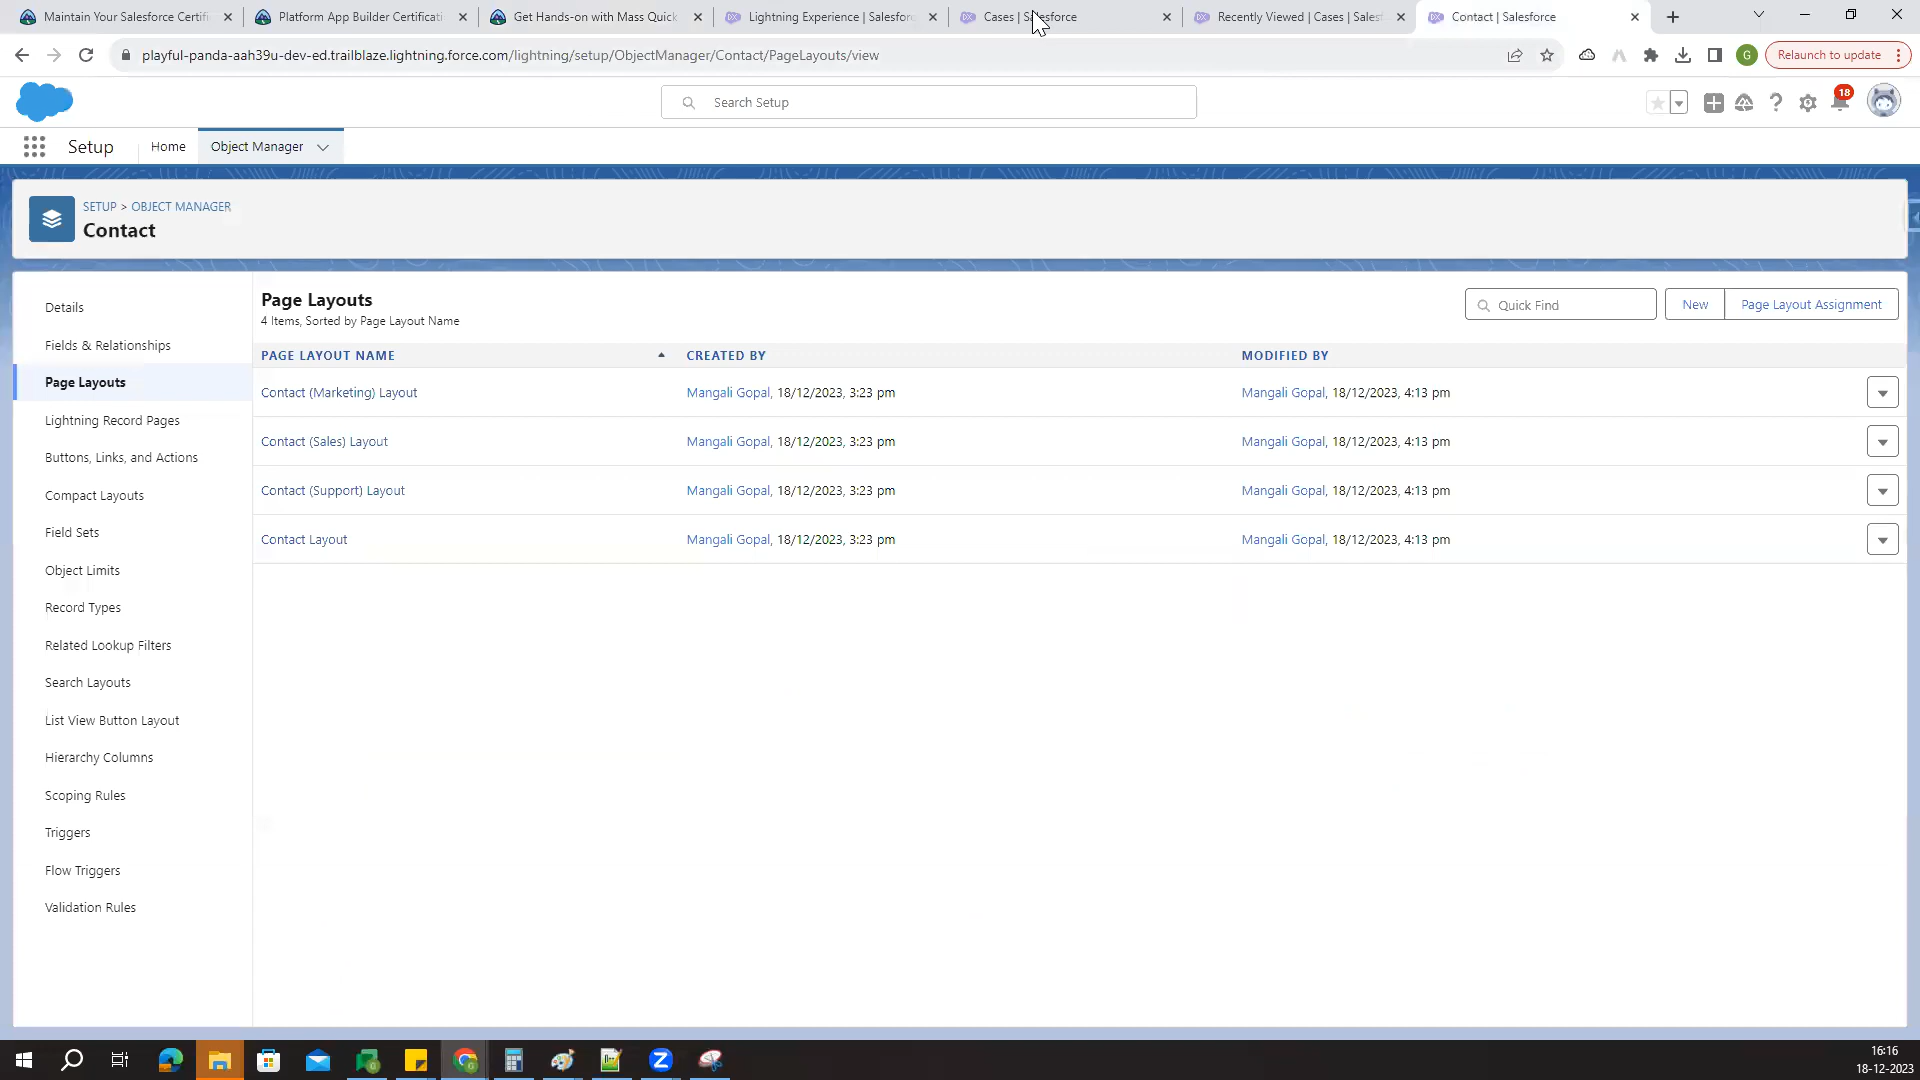 Maintain Your Salesforce Certifi
Platform App Builder Certificati
Get Hands-on with Mass Quick
Lightning Experience | Salesforc
Cases | Salesforce
Recently Viewed | Cases | Salesf
Contact | Salesforce
playful-panda-aah39u-dev-ed.trailblaze.lightning.force.com/lightning/setup/ObjectManager/Contact/PageLayouts/view
G
Relaunch to update
Search Setup
18
Setup
Home
Object Manager
SETUP > OBJECT MANAGER
Contact
Details
Fields & Relationships
Page Layouts
Lightning Record Pages
Buttons, Links, and Actions
Compact Layouts
Field Sets
Object Limits
Record Types
Related Lookup Filters
Search Layouts
List View Button Layout
Hierarchy Columns
Scoping Rules
Triggers
Flow Triggers
Validation Rules
Page Layouts
4 Items, Sorted by Page Layout Name
Quick Find
New
Page Layout Assignment
PAGE LAYOUT NAME CREATED BY MODIFIED BY
Contact (Marketing) Layout Mangali Gopal, 18/12/2023, 3:23 pm Mangali Gopal, 18/12/2023, 4:13 pm
Contact (Sales) Layout Mangali Gopal, 18/12/2023, 3:23 pm Mangali Gopal, 18/12/2023, 4:13 pm
Contact (Support) Layout Mangali Gopal, 18/12/2023, 3:23 pm Mangali Gopal, 18/12/2023, 4:13 pm
Contact Layout Mangali Gopal, 18/12/2023, 3:23 pm Mangali Gopal, 18/12/2023, 4:13 pm
16:16
18-12-2023